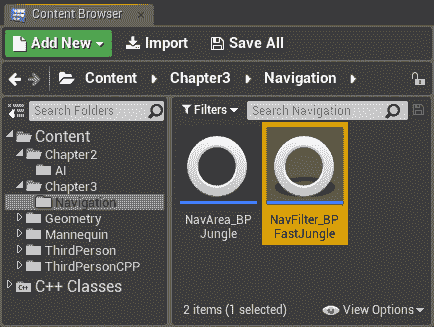 Content Browser
Add New
Import
Save All
Content
Chapter3
Navigation
Search Folders
Filters
Search Navigation
Content
Chapter2
AI
Chapter3
Navigation
Geometry
Mannequin
ThirdPerson
ThirdPersonCPP
C++ Classes
NavArea_BP
Jungle
NavFilter_BP
FastJungle
2 items (1 selected)
View Options